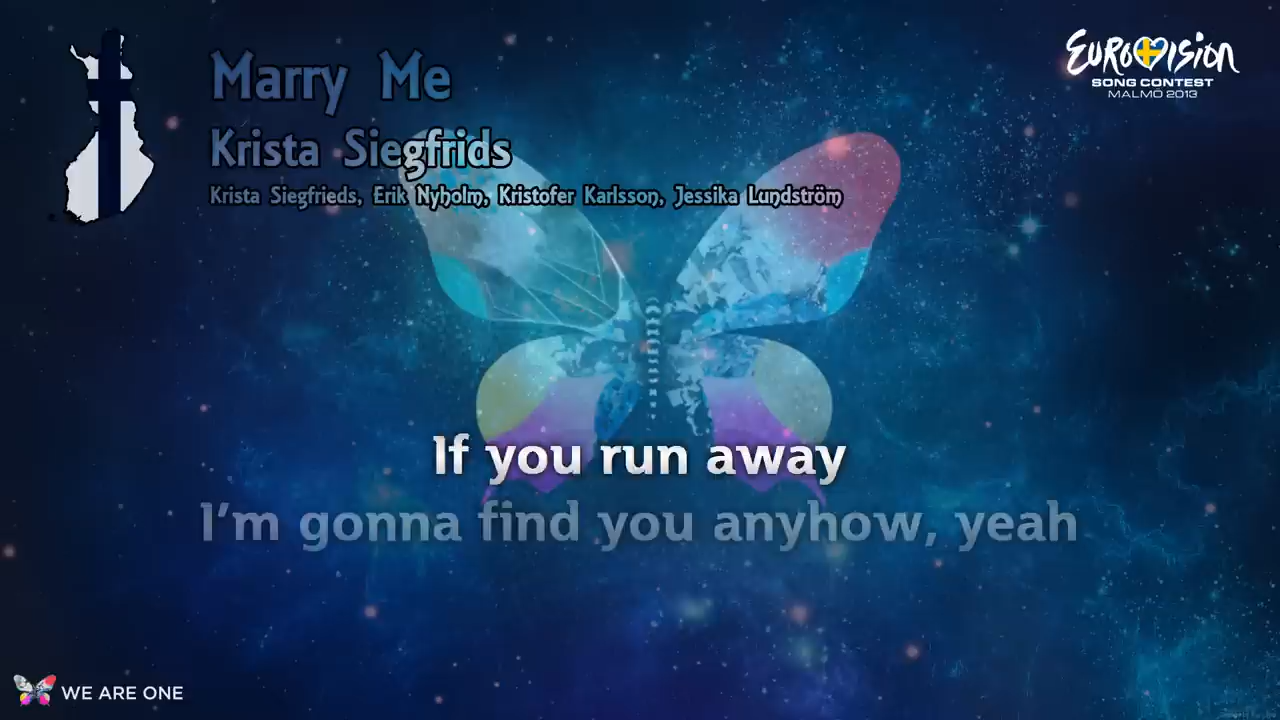 Marry Me
Krista Siegfrids
Krista Siegfrieds, Erik Nyholm, Kristofer Karlsson, Jessika Lundström
EUROVISION
SONG CONTEST
MALMÖ 2013
If you run away
I'm gonna find you anyhow, yeah
WE ARE ONE